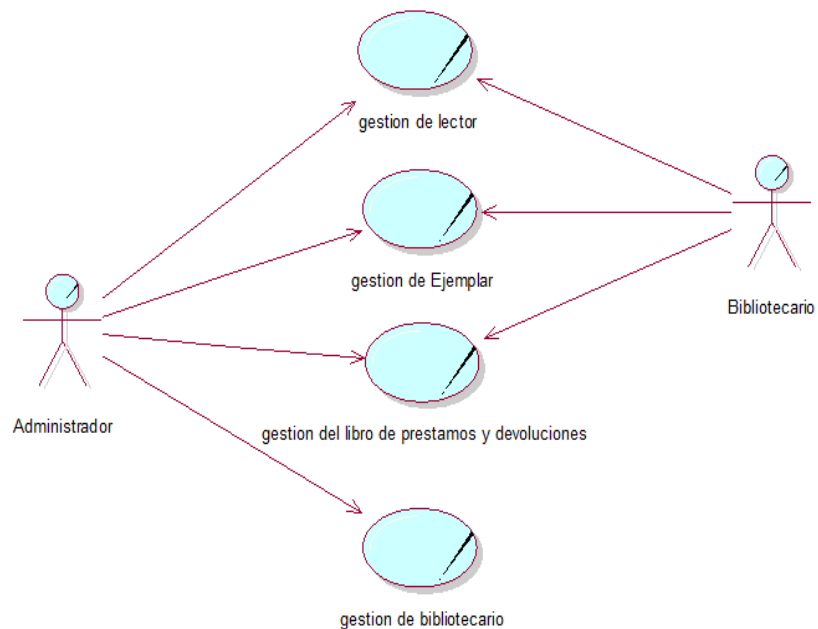 gestion de lector
gestion de Ejemplar
Bibliotecario
Administrador
gestion del libro de prestamos y devoluciones
gestion de bibliotecario